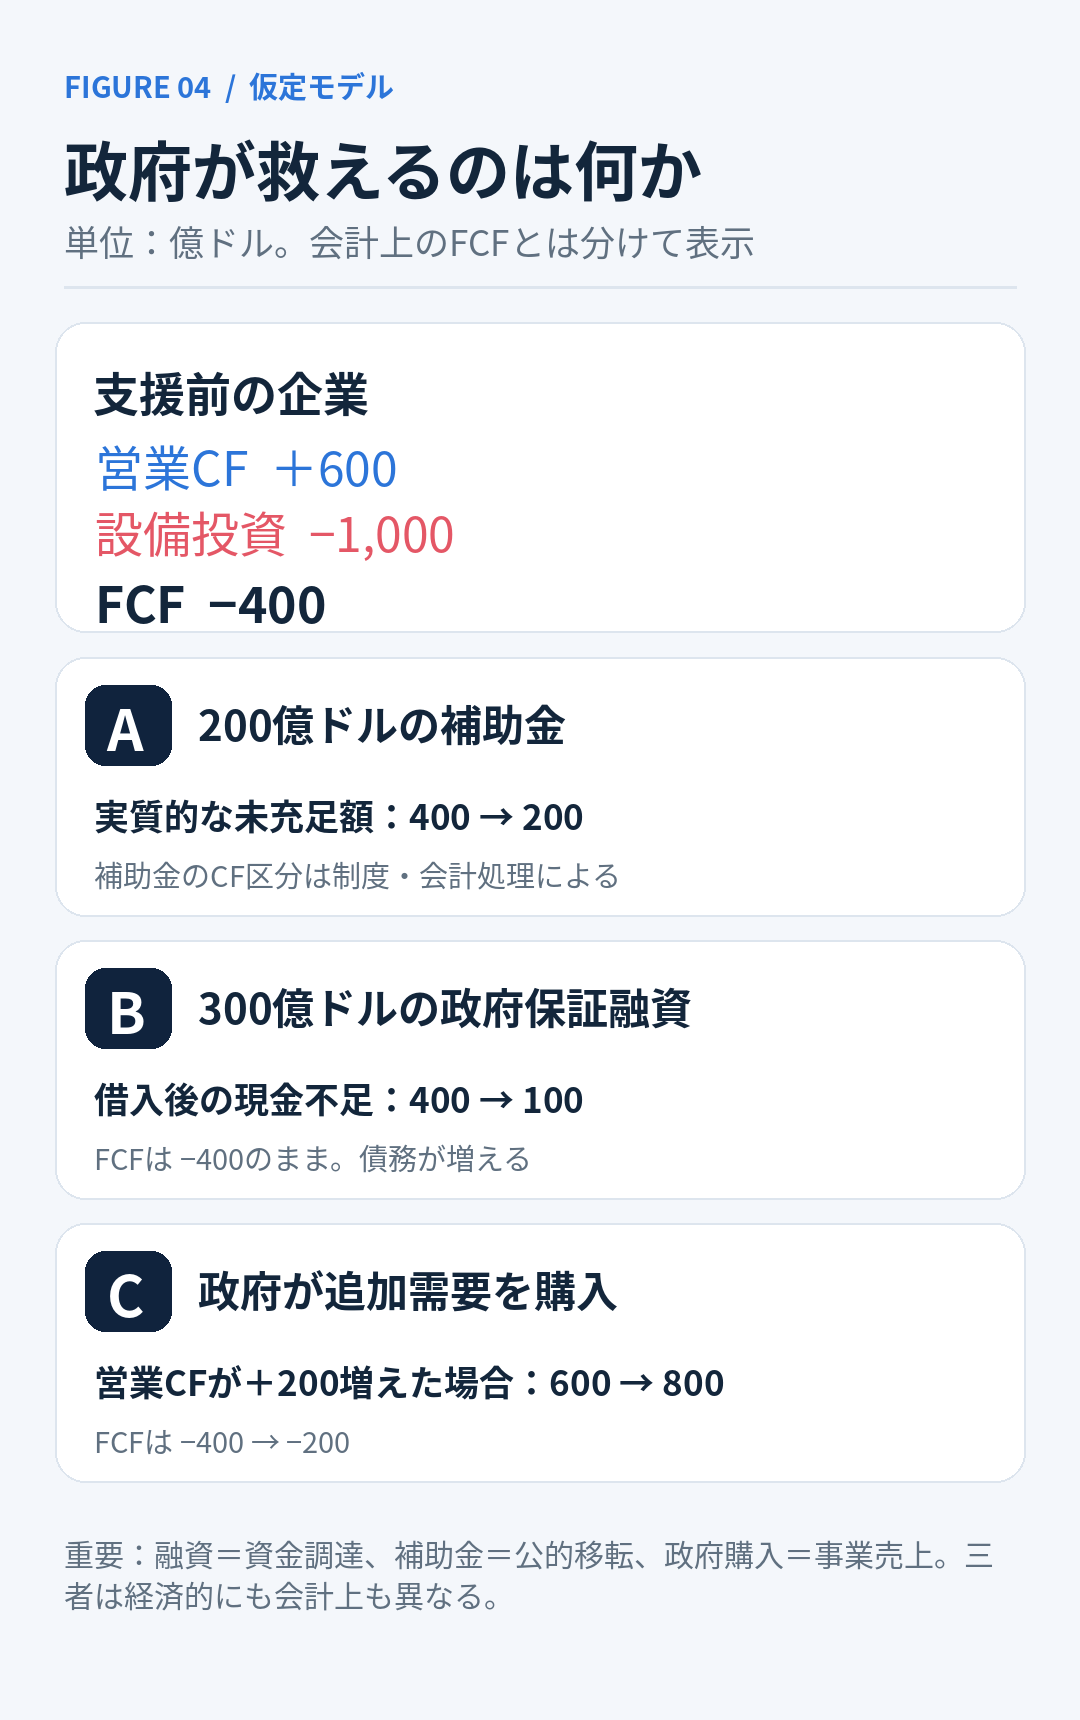 FIGURE 04 / 仮定モデル
政府が救えるのは何か
単位：億ドル。会計上のFCFとは分けて表示
支援前の企業
営業CF ＋600
設備投資 −1,000
FCF −400
A 200億ドルの補助金
実質的な未充足額：400 → 200
補助金のCF区分は制度・会計処理による
B 300億ドルの政府保証融資
借入後の現金不足：400 → 100
FCFは −400のまま。債務が増える
C 政府が追加需要を購入
営業CFが＋200増えた場合：600 → 800
FCFは −400 → −200
重要：融資＝資金調達、補助金＝公的移転、政府購入＝事業売上。三
者は経済的にも会計上も異なる。